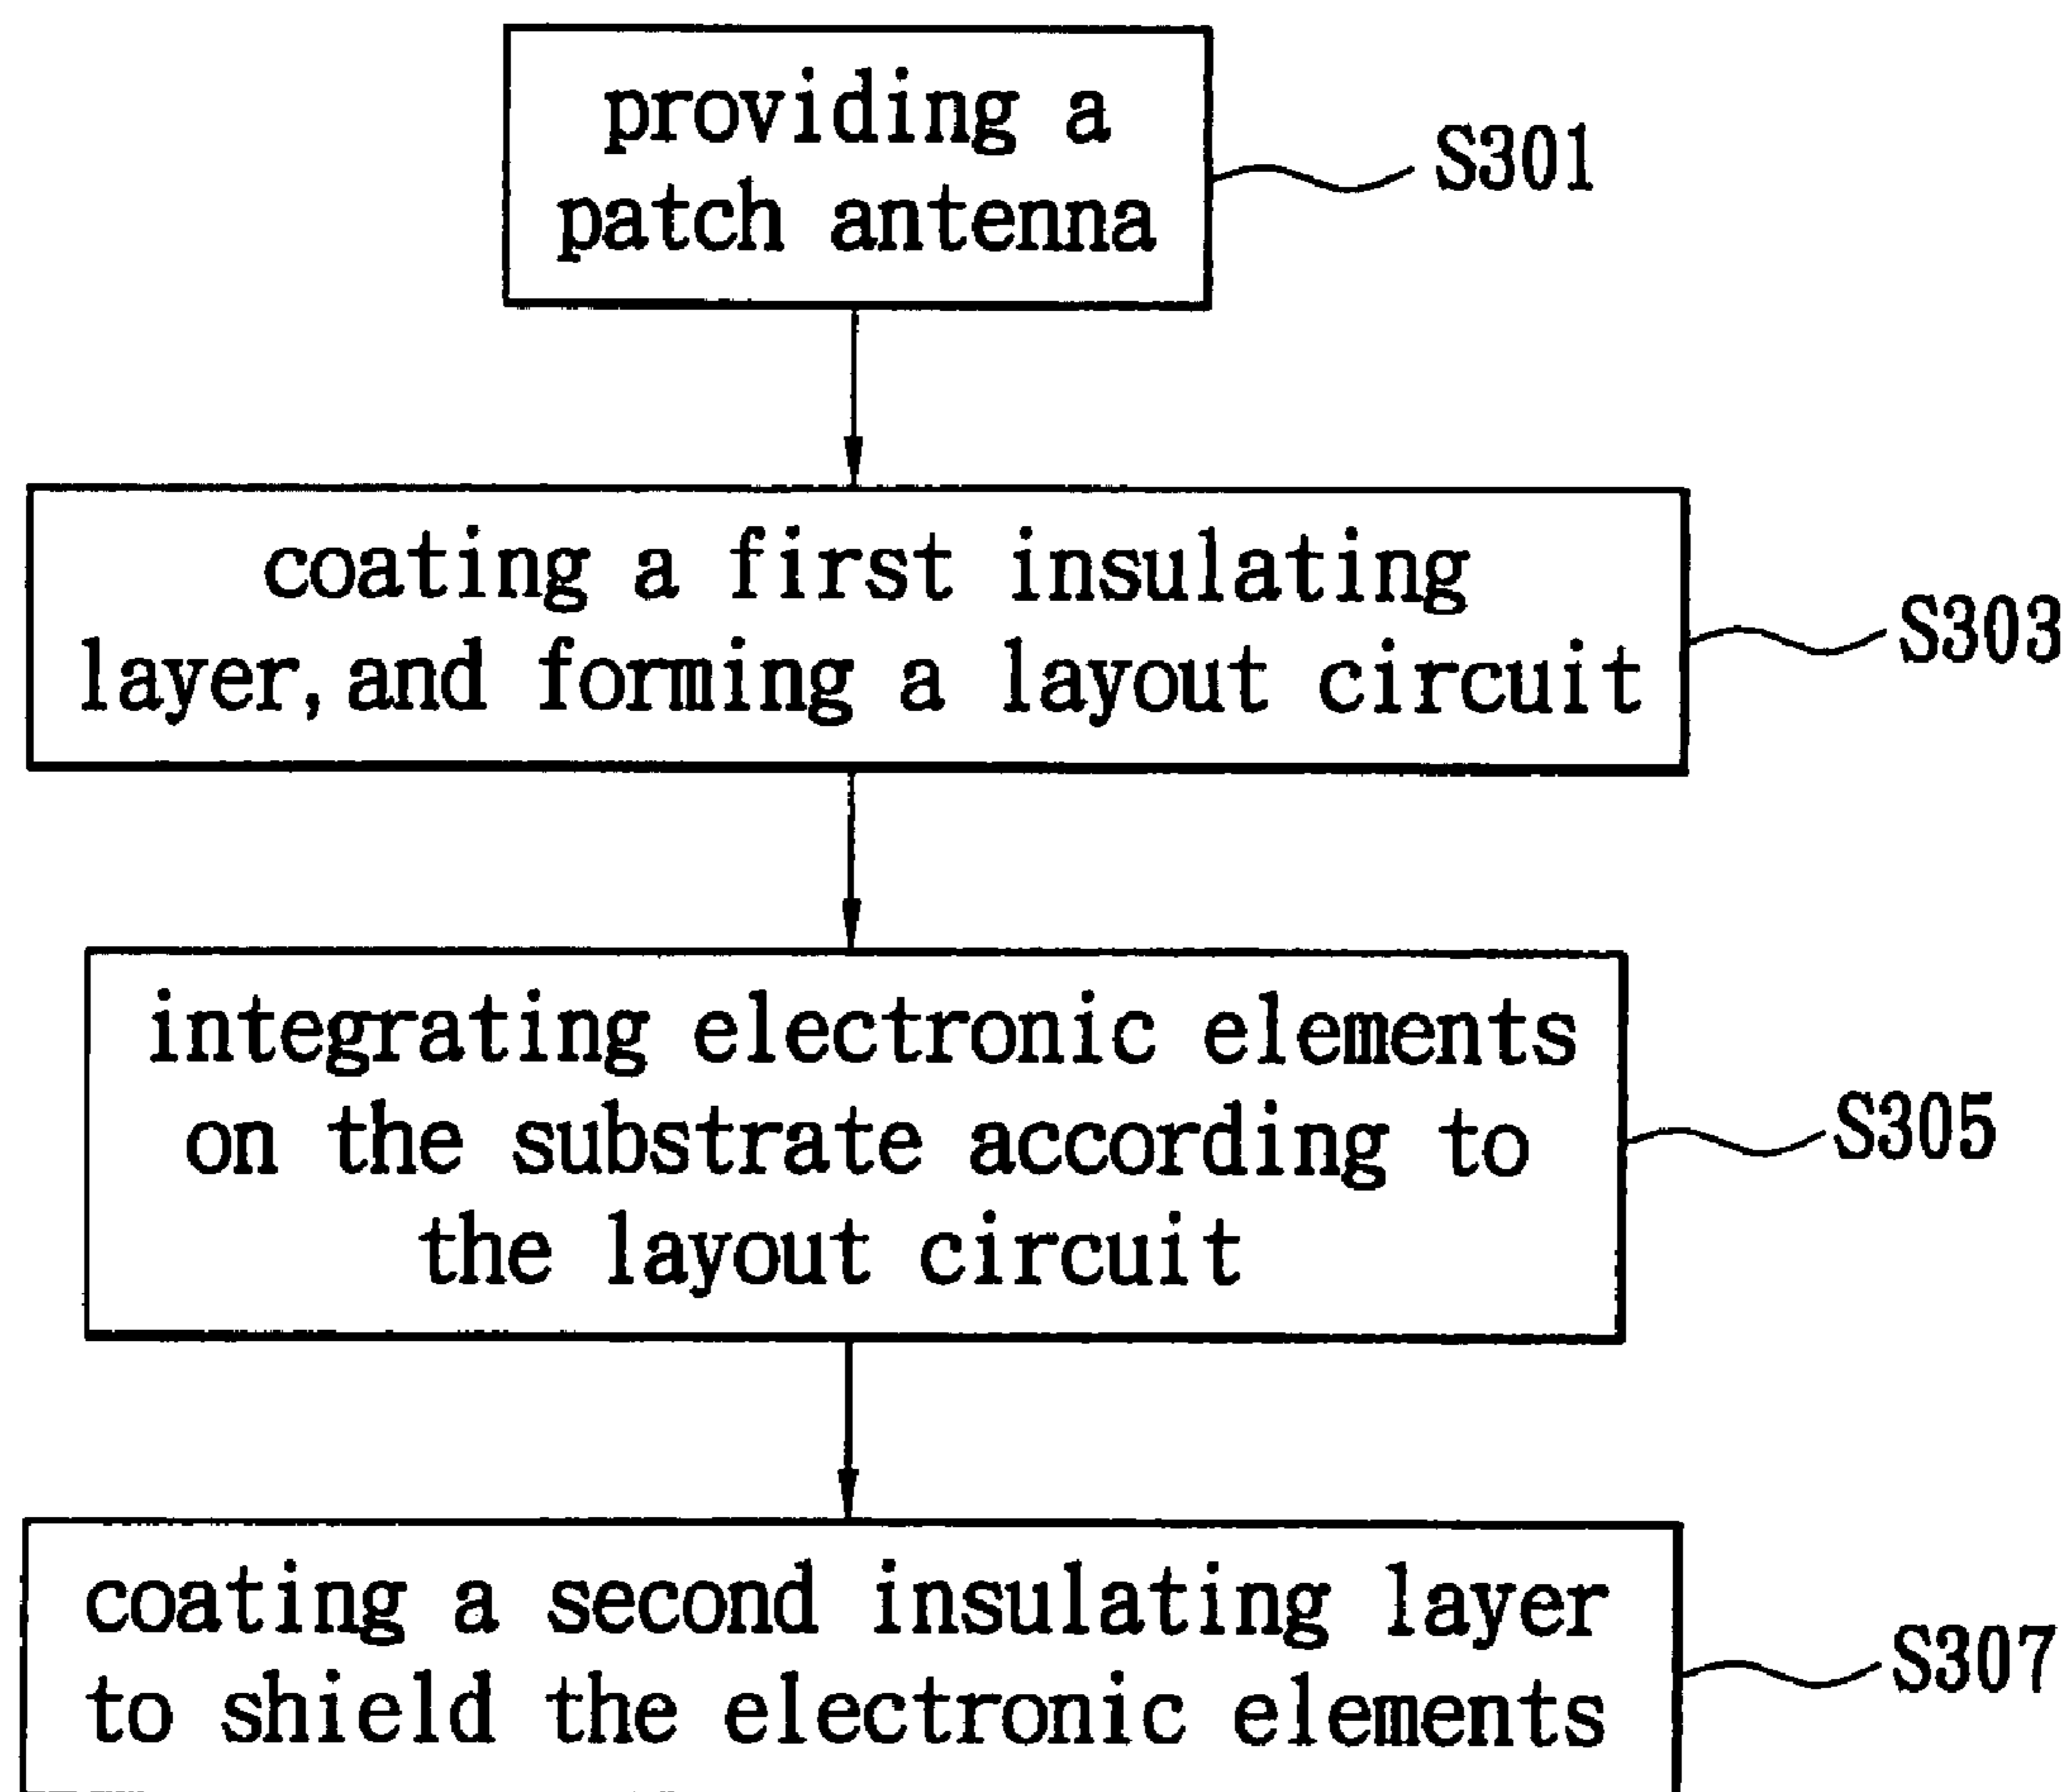 providing a
patch antenna
S301
coating a first insulating
layer, and forming a layout circuit
S303
integrating electronic elements
on the substrate according to
the layout circuit
S305
coating a second insulating layer
to shield the electronic elements
S307